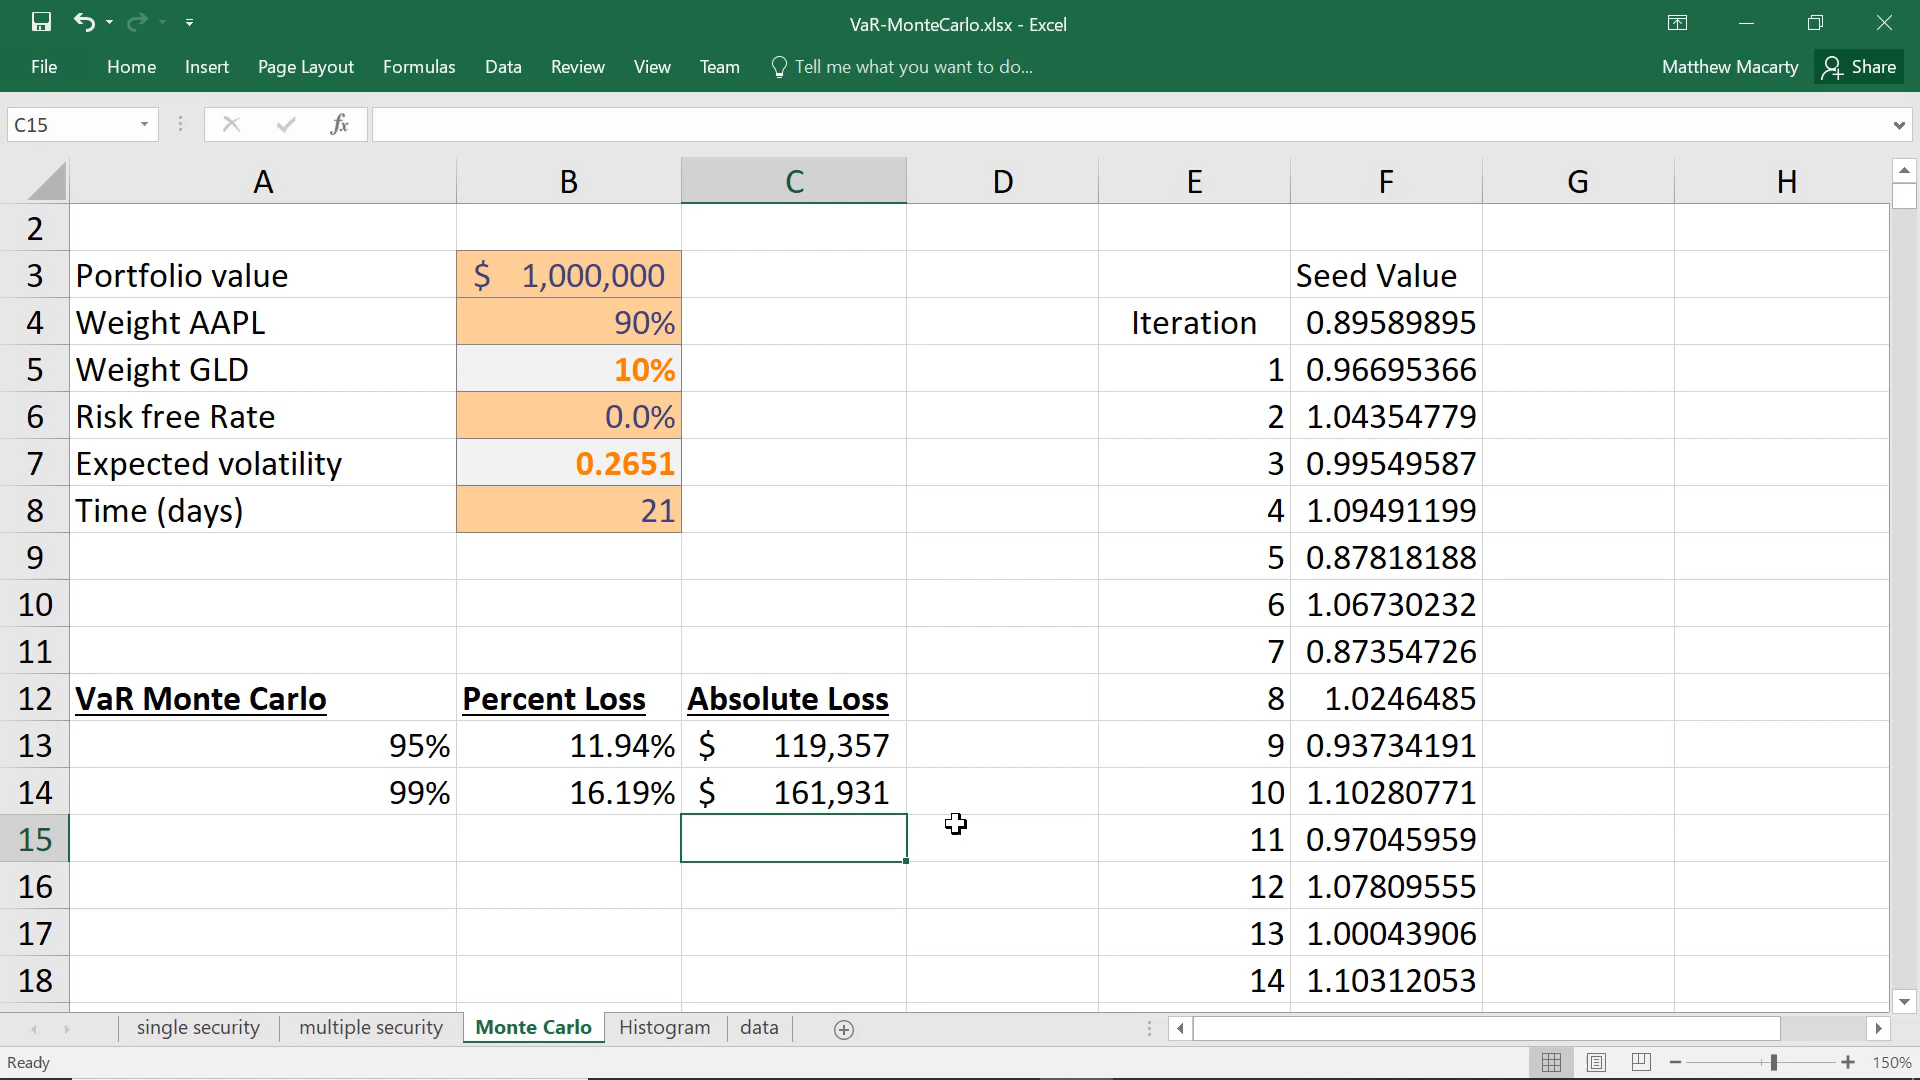 VaR-MonteCarlo.xlsx - Excel
File Home Insert Page Layout Formulas Data Review View Team Tell me what you want to do... Matthew Macarty Share
C15 fx
A B C D E F G H
2
3 Portfolio value $ 1,000,000 Seed Value
4 Weight AAPL 90% Iteration 0.89589895
5 Weight GLD 10% 1 0.96695366
6 Risk free Rate 0.0% 2 1.04354779
7 Expected volatility 0.2651 3 0.99549587
8 Time (days) 21 4 1.09491199
9 5 0.87818188
10 6 1.06730232
11 7 0.87354726
12 VaR Monte Carlo Percent Loss Absolute Loss 8 1.0246485
13 95% 11.94% $ 119,357 9 0.93734191
14 99% 16.19% $ 161,931 10 1.10280771
15 11 0.97045959
16 12 1.07809555
17 13 1.00043906
18 14 1.10312053
single security multiple security Monte Carlo Histogram data
Ready 150%